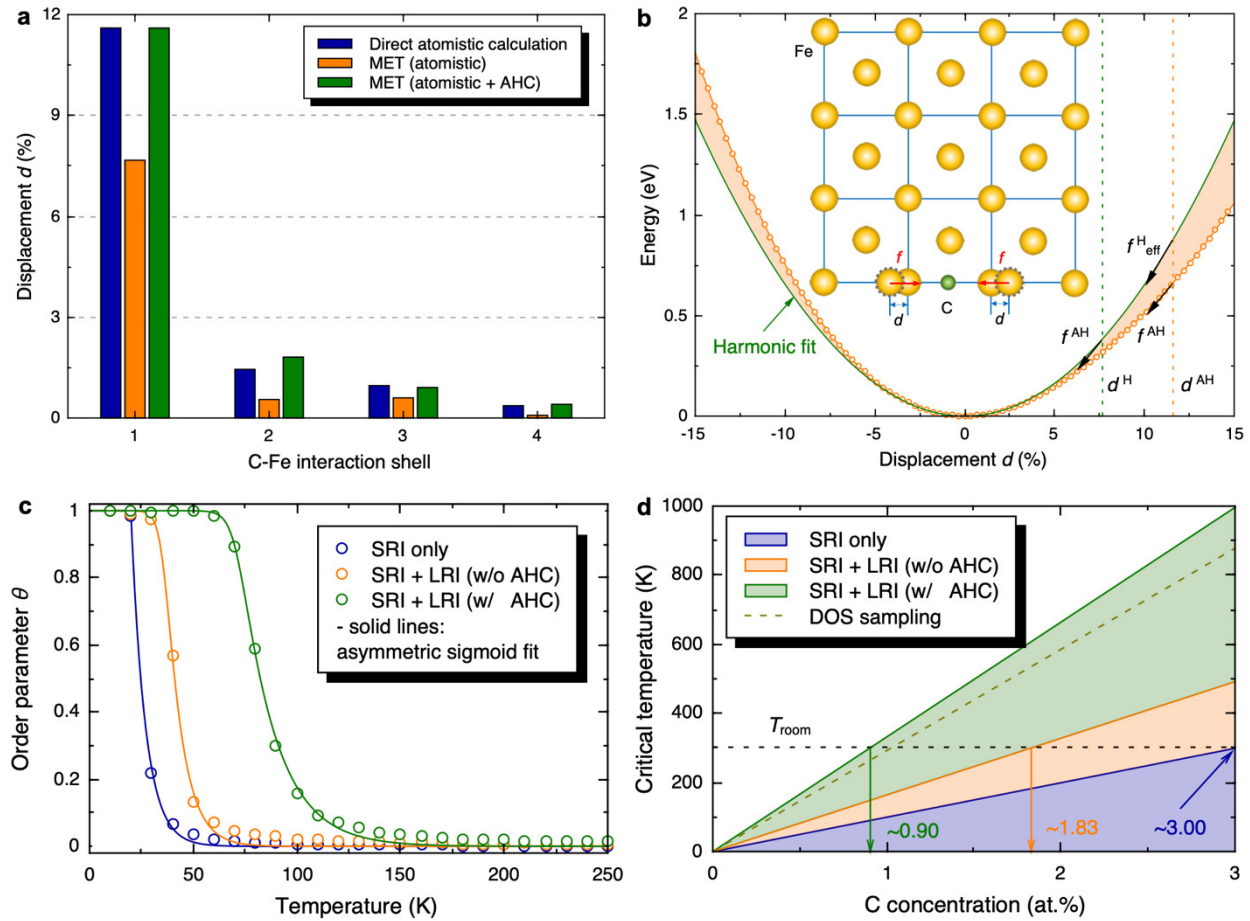 a
12
9
6
3
0
Displacement d (%)
Direct atomistic calculation
MET (atomistic)
MET (atomistic + AHC)
1 2 3 4
C-Fe interaction shell
b
2
1.5
1
0.5
0
Energy (eV)
Fe
f f
C
d d
Harmonic fit
f^H_eff
f^AH f^AH
d^H d^AH
-15 -10 -5 0 5 10 15
Displacement d (%)
c
1
0.8
0.6
0.4
0.2
0
Order parameter θ
SRI only
SRI + LRI (w/o AHC)
SRI + LRI (w/ AHC)
- solid lines:
asymmetric sigmoid fit
0 50 100 150 200 250
Temperature (K)
d
1000
800
600
400
200
0
Critical temperature (K)
SRI only
SRI + LRI (w/o AHC)
SRI + LRI (w/ AHC)
DOS sampling
T_room
~0.90 ~1.83 ~3.00
0 1 2 3
C concentration (at.%)